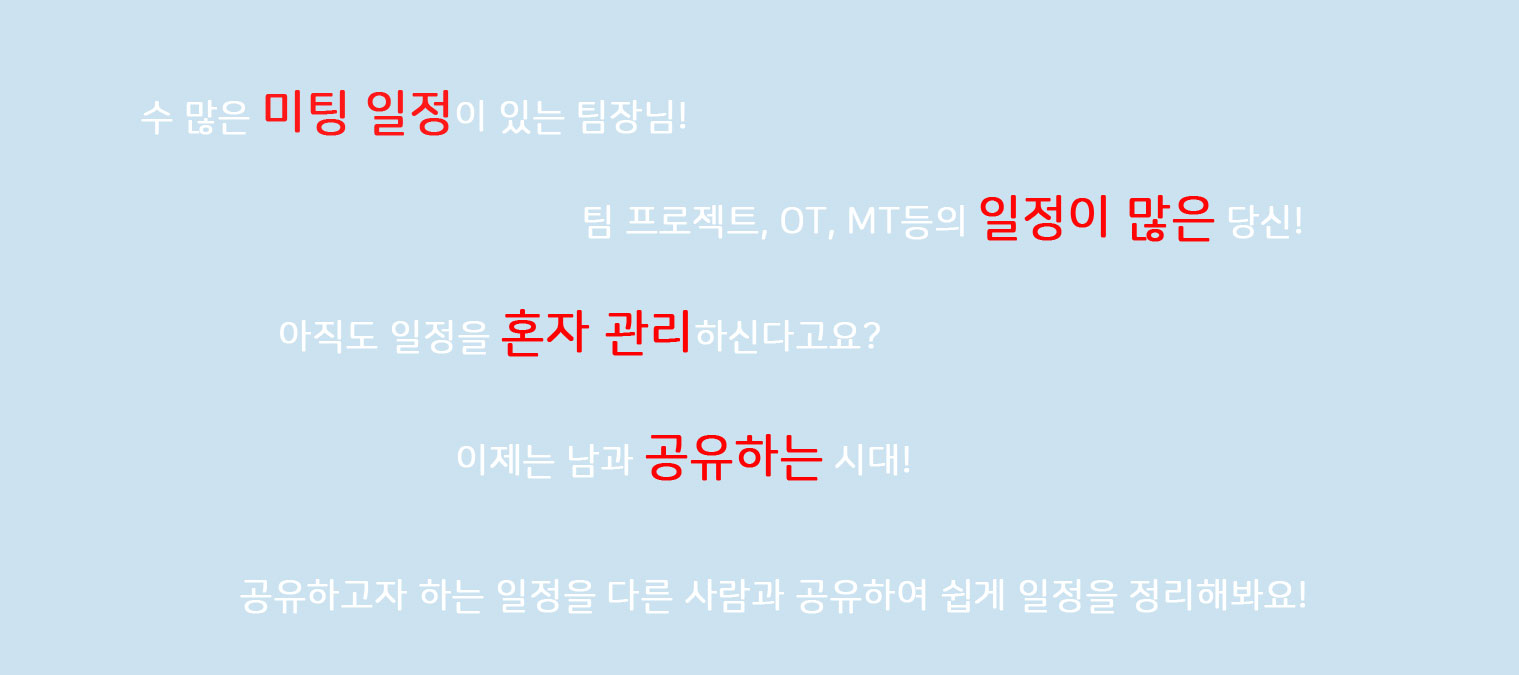 수 많은 미팅 일정이 있는 팀장님!
팀 프로젝트, OT, MT등의 일정이 많은 당신!
아직도 일정을 혼자 관리하신다고요?
이제는 남과 공유하는 시대!
공유하고자 하는 일정을 다른 사람과 공유하여 쉽게 일정을 정리해봐요!